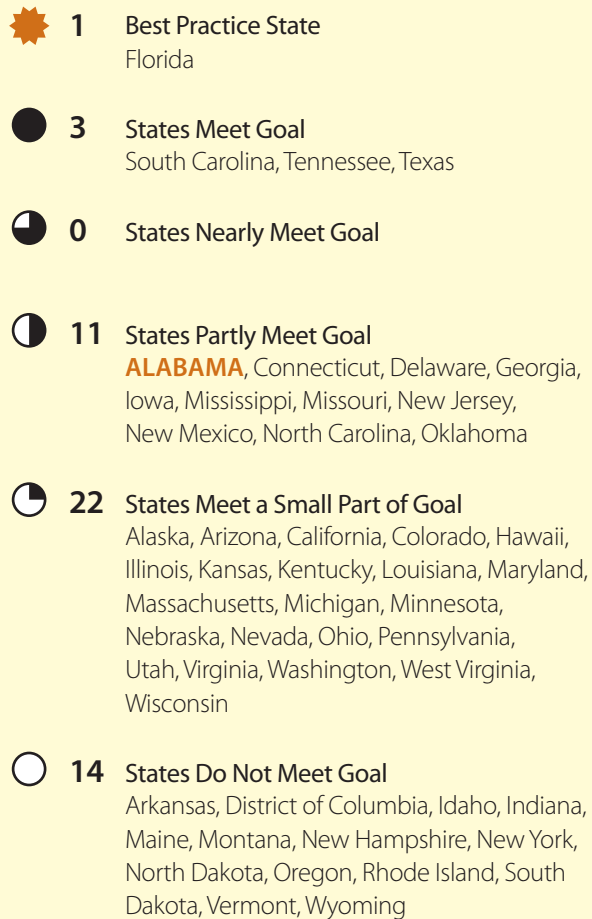 1 Best Practice State
Florida
3 States Meet Goal
South Carolina, Tennessee, Texas
0 States Nearly Meet Goal
11 States Partly Meet Goal
ALABAMA, Connecticut, Delaware, Georgia,
Iowa, Mississippi, Missouri, New Jersey,
New Mexico, North Carolina, Oklahoma
22 States Meet a Small Part of Goal
Alaska, Arizona, California, Colorado, Hawaii,
Illinois, Kansas, Kentucky, Louisiana, Maryland,
Massachusetts, Michigan, Minnesota,
Nebraska, Nevada, Ohio, Pennsylvania,
Utah, Virginia, Washington, West Virginia,
Wisconsin
14 States Do Not Meet Goal
Arkansas, District of Columbia, Idaho, Indiana,
Maine, Montana, New Hampshire, New York,
North Dakota, Oregon, Rhode Island, South
Dakota, Vermont, Wyoming